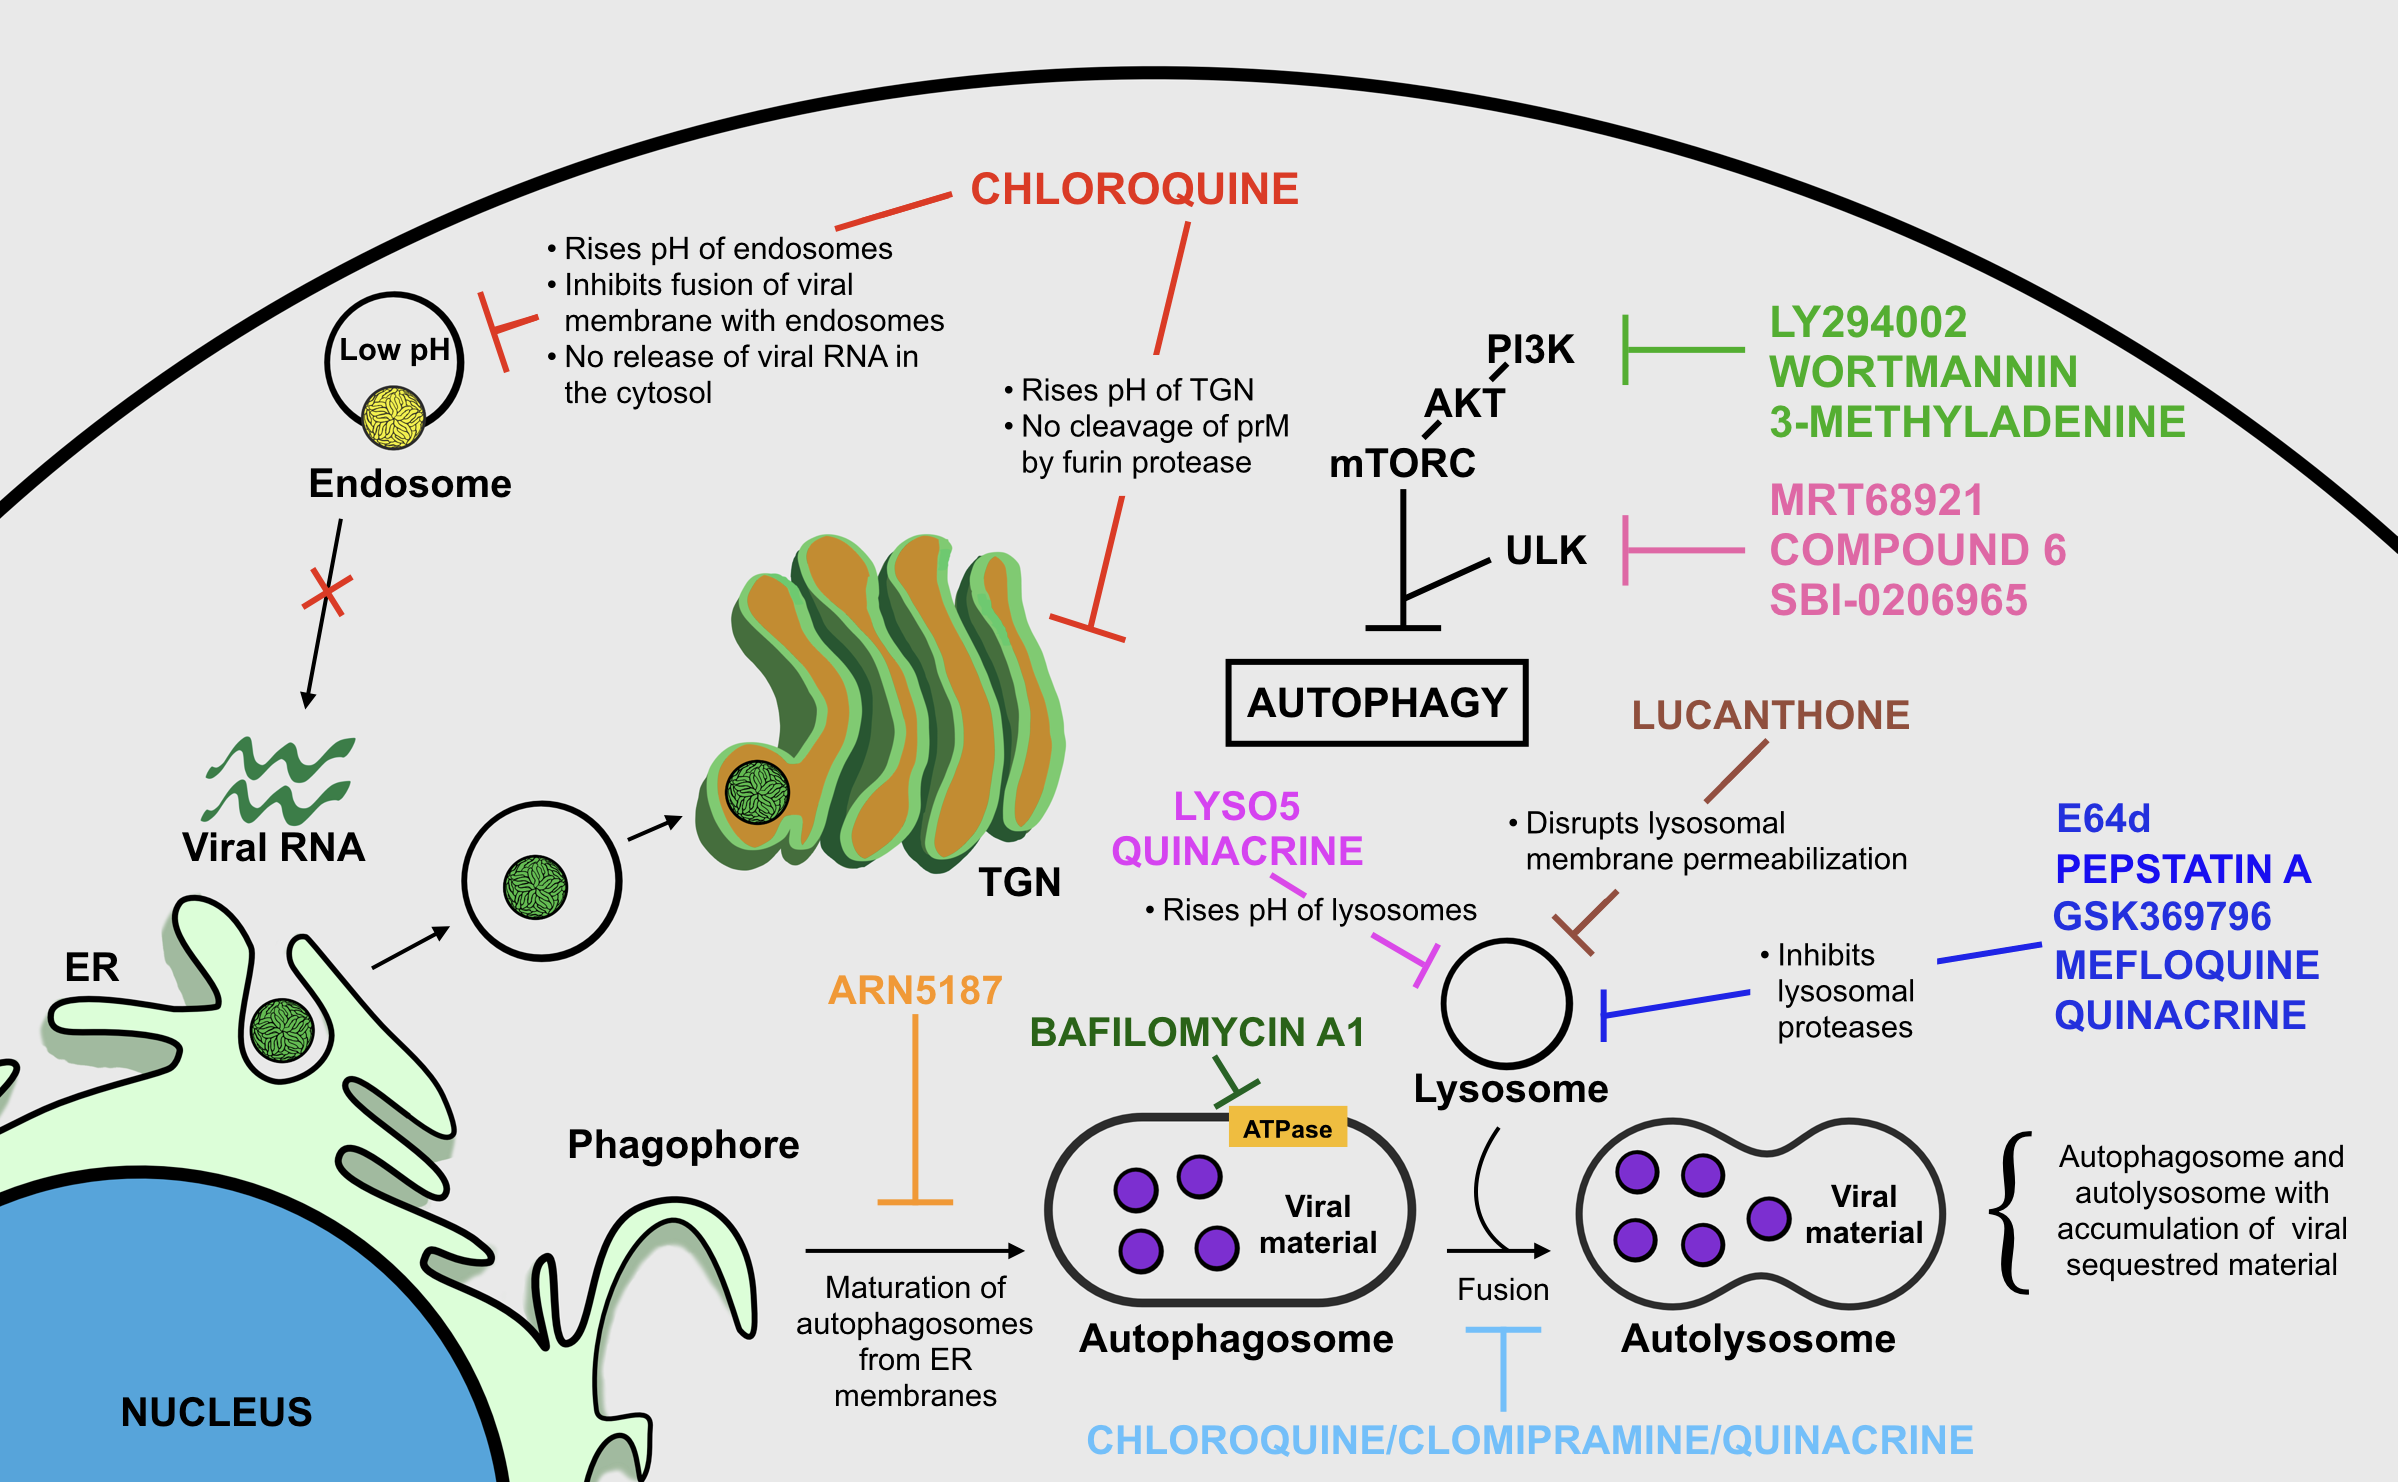 CHLOROQUINE
• Rises pH of endosomes
• Inhibits fusion of viral
membrane with endosomes
• No release of viral RNA in
the cytosol
Low pH
Endosome
• Rises pH of TGN
• No cleavage of prM
by furin protease
PI3K
AKT
mTORC
ULK
LY294002
WORTMANNIN
3-METHYLADENINE
MRT68921
COMPOUND 6
SBI-0206965
AUTOPHAGY
Viral RNA
TGN
ER
LUCANTHONE
• Disrupts lysosomal
membrane permeabilization
LYSO5
QUINACRINE
• Rises pH of lysosomes
E64d
PEPSTATIN A
GSK369796
MEFLOQUINE
QUINACRINE
• Inhibits
lysosomal
proteases
ARN5187
BAFILOMYCIN A1
Lysosome
Phagophore
ATPase
Viral
material
Viral
material
Autophagosome and
autolysosome with
accumulation of viral
sequestred material
Maturation of
autophagosomes
from ER
membranes
Fusion
Autophagosome
Autolysosome
NUCLEUS
CHLOROQUINE/CLOMIPRAMINE/QUINACRINE